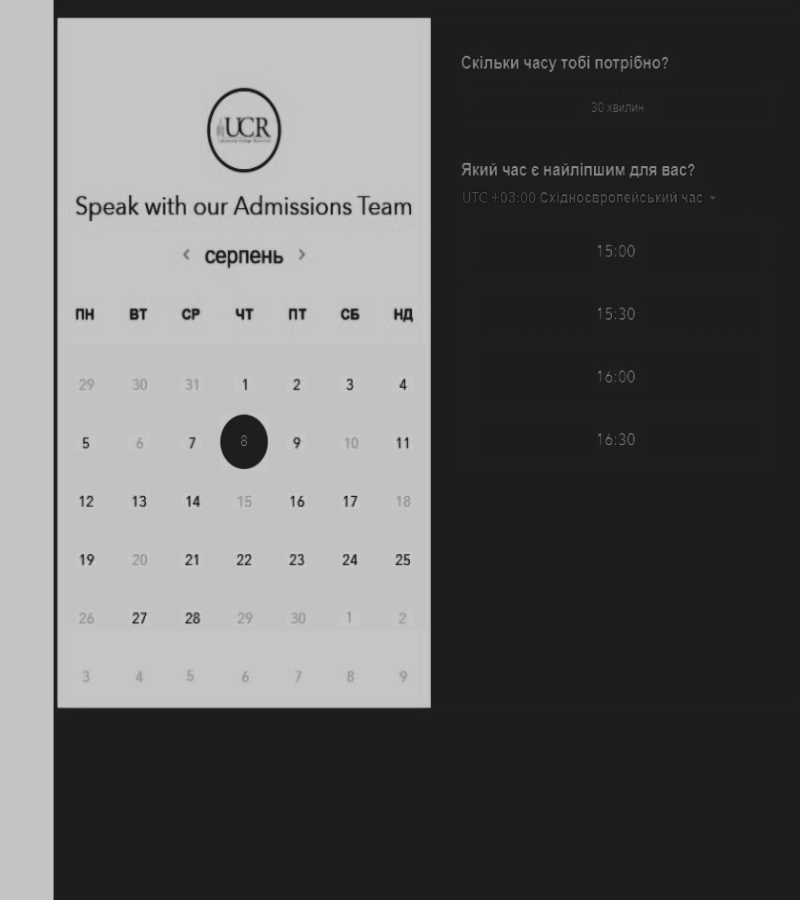 UCR
Speak with our Admissions Team
< серпень >
ПН ВТ СР ЧТ ПТ СБ НД
29 30 31 1 2 3 4
5 6 7 8 9 10 11
12 13 14 15 16 17 18
19 20 21 22 23 24 25
26 27 28 29 30 1 2
3 4 5 6 7 8 9
Скільки часу тобі потрібно?
30 хвилин
Який час є найліпшим для вас?
UTC +03:00 Східноєвропейський час
15:00
15:30
16:00
16:30